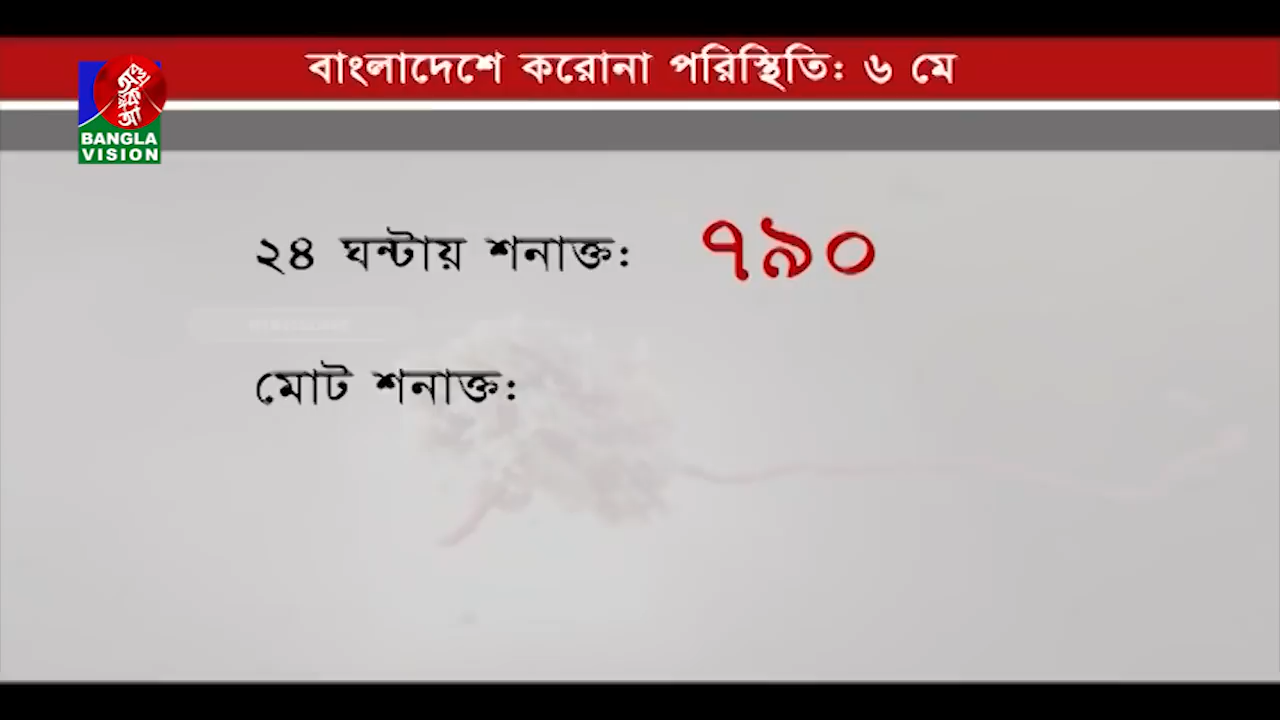 বাংলাদেশে করোনা পরিস্থিতি: ৬ মে
BANGLA
VISION
২৪ ঘন্টায় শনাক্ত: ৭৯০
মোট শনাক্ত: